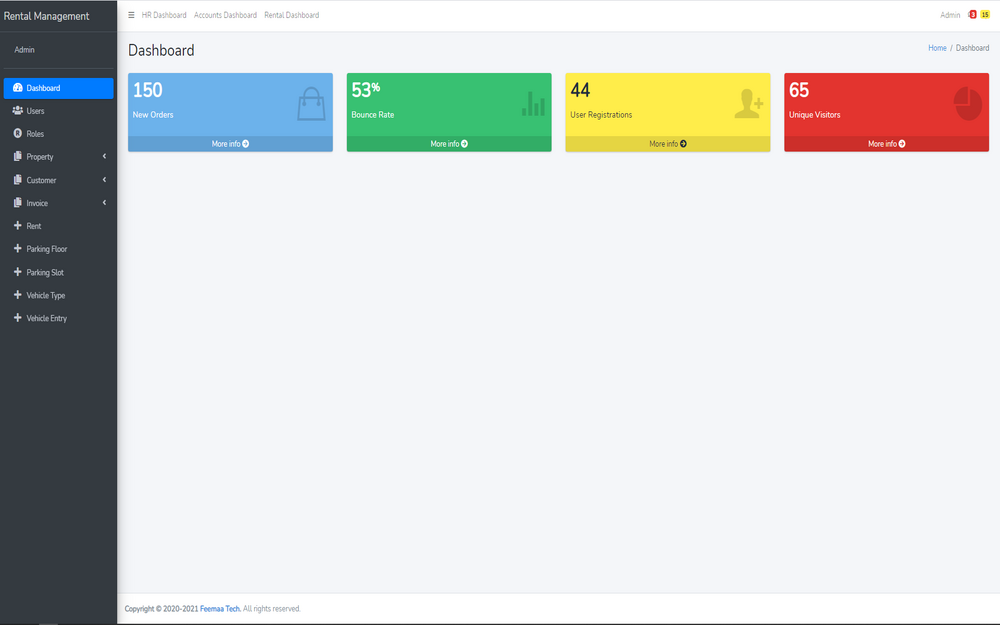 Rental Management
Admin
Dashboard
Users
Roles
Property
Customer
Invoice
Rent
Parking Floor
Parking Slot
Vehicle Type
Vehicle Entry
HR Dashboard Accounts Dashboard Rental Dashboard
Admin 3 15
Dashboard
Home / Dashboard
150
New Orders
More info
53%
Bounce Rate
More info
44
User Registrations
More info
65
Unique Visitors
More info
Copyright © 2020-2021 Feemaa Tech. All rights reserved.